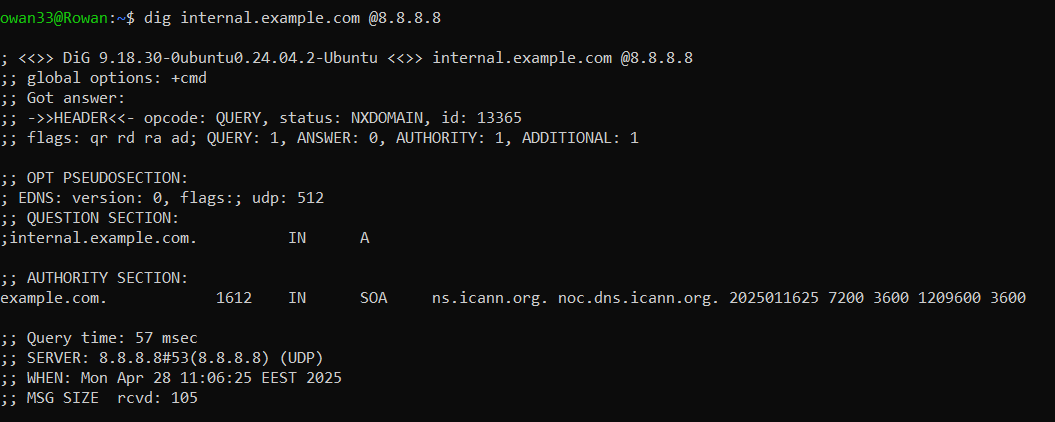 owan33@Rowan:~$ dig internal.example.com @8.8.8.8

; <<>> DiG 9.18.30-0ubuntu0.24.04.2-Ubuntu <<>> internal.example.com @8.8.8.8
;; global options: +cmd
;; Got answer:
;; ->>HEADER<<- opcode: QUERY, status: NXDOMAIN, id: 13365
;; flags: qr rd ra ad; QUERY: 1, ANSWER: 0, AUTHORITY: 1, ADDITIONAL: 1

;; OPT PSEUDOSECTION:
; EDNS: version: 0, flags:; udp: 512
;; QUESTION SECTION:
;internal.example.com.		IN	A

;; AUTHORITY SECTION:
example.com.		1612	IN	SOA	ns.icann.org. noc.dns.icann.org. 2025011625 7200 3600 1209600 3600

;; Query time: 57 msec
;; SERVER: 8.8.8.8#53(8.8.8.8) (UDP)
;; WHEN: Mon Apr 28 11:06:25 EEST 2025
;; MSG SIZE  rcvd: 105